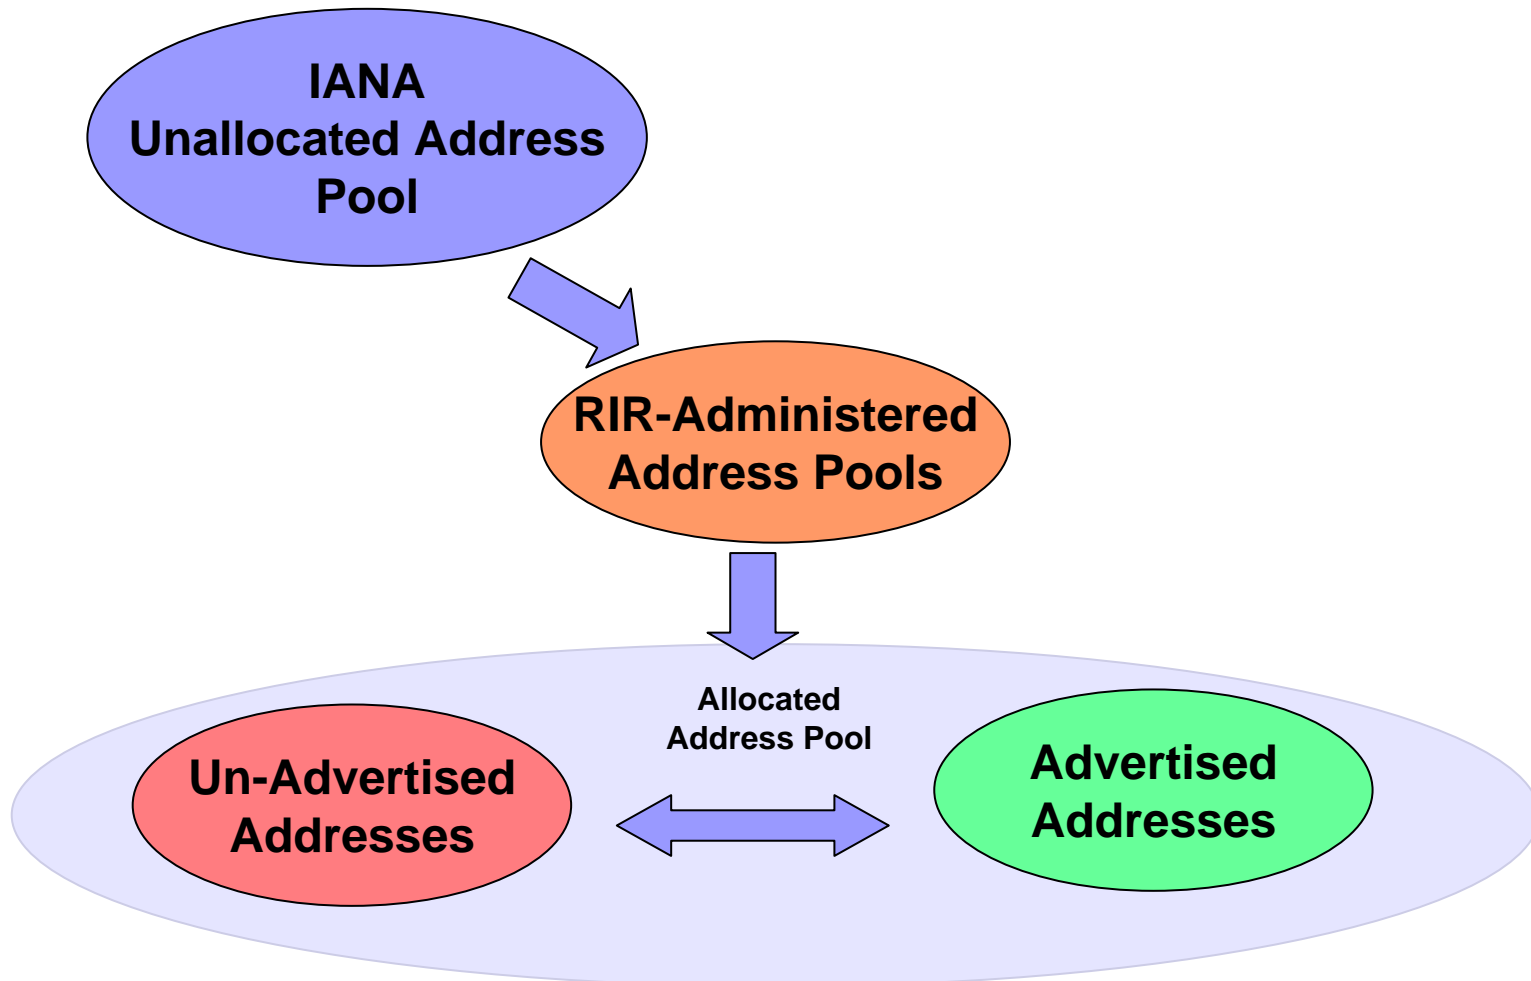 IANA
Unallocated Address
Pool
RIR-Administered
Address Pools
Allocated
Address Pool
Un-Advertised
Addresses
Advertised
Addresses